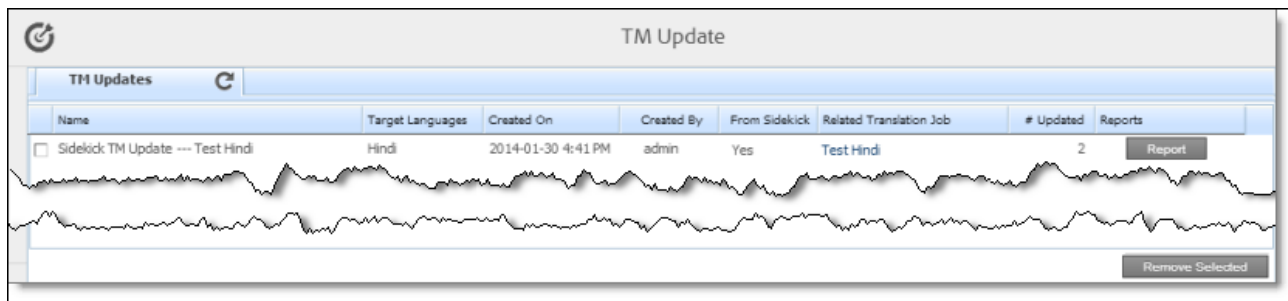 TM Update
TM Updates
Name Target Languages Created On Created By From Sidekick Related Translation Job # Updated Reports
Sidekick TM Update --- Test Hindi Hindi 2014-01-30 4:41 PM admin Yes Test Hindi 2 Report
Remove Selected